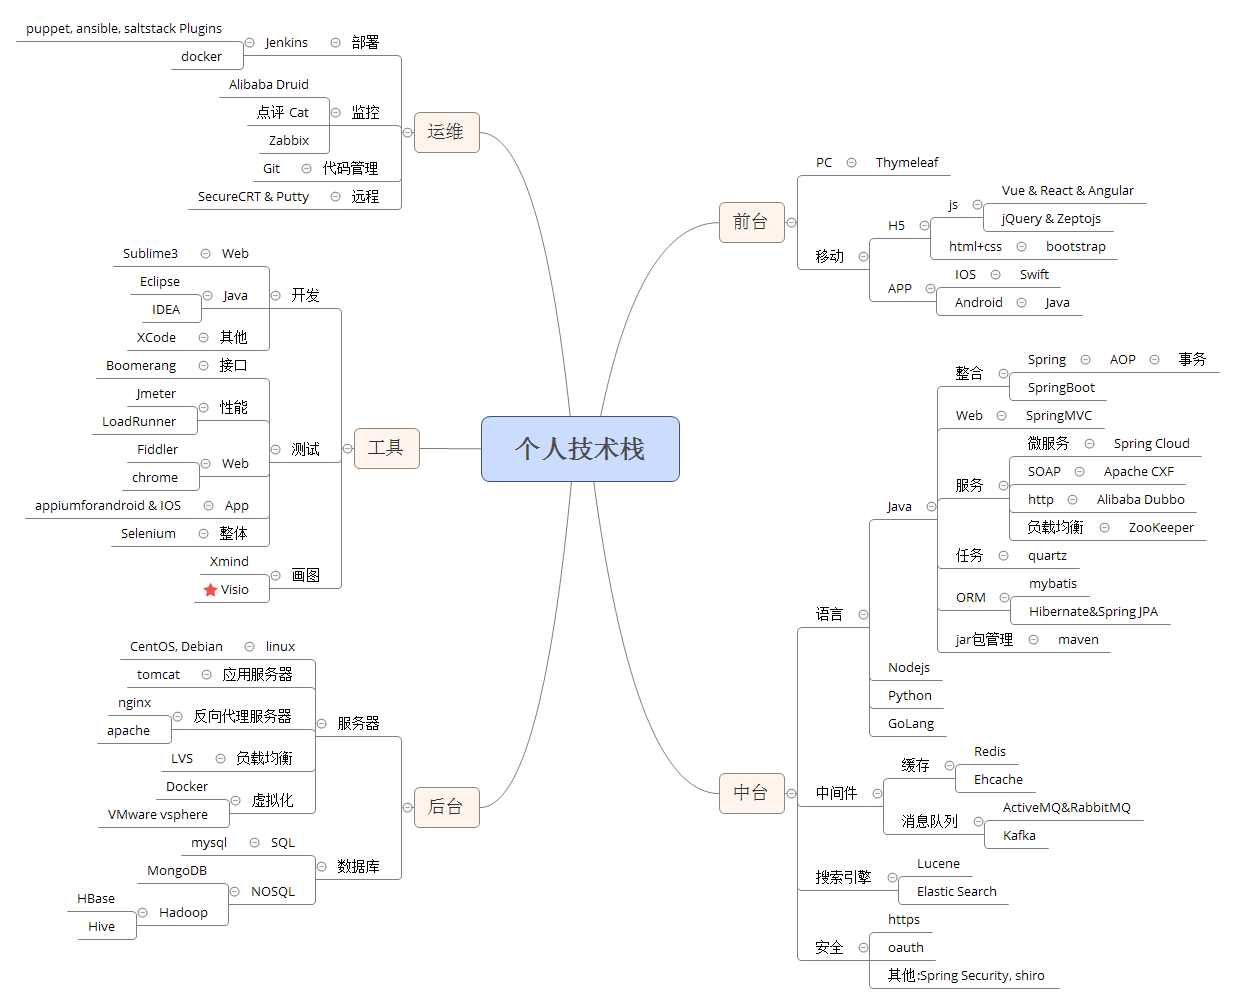 个人技术栈
运维
部署
Jenkins
puppet, ansible, saltstack Plugins
docker
监控
Alibaba Druid
点评 Cat
Zabbix
代码管理
Git
远程
SecureCRT & Putty
工具
开发
Web
Sublime3
Java
Eclipse
IDEA
其他
XCode
测试
接口
Boomerang
性能
Jmeter
LoadRunner
Web
Fiddler
chrome
App
appiumforandroid & IOS
整体
Selenium
画图
Xmind
Visio
后台
服务器
linux
CentOS, Debian
应用服务器
tomcat
反向代理服务器
nginx
apache
负载均衡
LVS
虚拟化
Docker
VMware vsphere
数据库
SQL
mysql
NOSQL
MongoDB
Hadoop
HBase
Hive
前台
PC
Thymeleaf
移动
H5
js
Vue & React & Angular
jQuery & Zeptojs
html+css
bootstrap
APP
IOS
Swift
Android
Java
中台
语言
Java
整合
Spring
AOP
事务
SpringBoot
Web
SpringMVC
服务
微服务
Spring Cloud
SOAP
Apache CXF
http
Alibaba Dubbo
负载均衡
ZooKeeper
任务
quartz
ORM
mybatis
Hibernate&Spring JPA
jar包管理
maven
Nodejs
Python
GoLang
中间件
缓存
Redis
Ehcache
消息队列
ActiveMQ&RabbitMQ
Kafka
搜索引擎
Lucene
Elastic Search
安全
https
oauth
其他:Spring Security, shiro